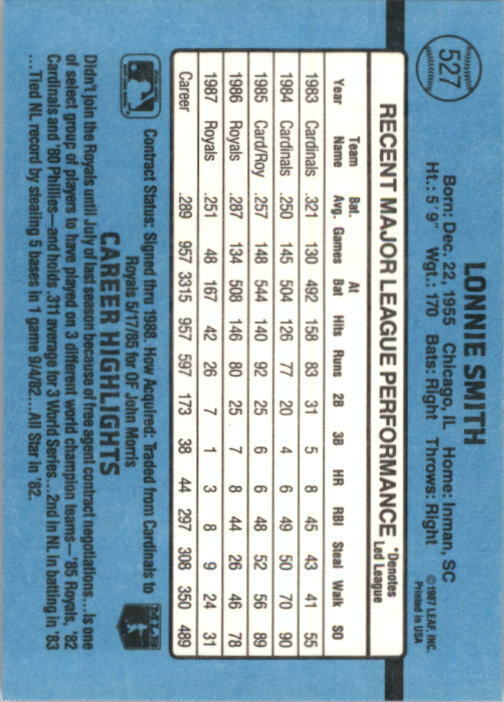 527
LONNIE SMITH
Born: Dec. 22, 1955 Chicago, IL Home: Inman, SC
Ht.: 5' 9" Wgt.: 170 Bats: Right Throws: Right
©1987 LEAF, INC.
Printed in USA
RECENT MAJOR LEAGUE PERFORMANCE *Denotes Led League
Year Team Name Bat. Avg. Games At Bat Hits Runs 2B 3B HR RBI Steal Walk SO
1983 Cardinals .321 130 492 158 83 31 5 8 45 43 41 55
1984 Cardinals .250 145 504 126 77 20 4 6 49 50 70 90
1985 Card/Roy .257 148 544 140 92 25 6 6 48 52 56 89
1986 Royals .287 134 508 146 80 25 7 8 44 26 46 78
1987 Royals .251 48 167 42 26 7 1 3 8 9 24 31
Career .289 957 3315 957 597 173 38 44 297 308 350 489
Contract Status: Signed thru 1988. How Acquired: Traded from Cardinals to
Royals 5/17/85 for OF John Morris
CAREER HIGHLIGHTS
Didn't join the Royals until July of last season because of free agent contract negotiations...Is one
of select group of players to have played on 3 different world champion teams—'85 Royals, '82
Cardinals and '80 Phillies—and holds .311 average for 3 World Series...2nd in NL in batting in '83
...Tied NL record by stealing 5 bases in 1 game 9/4/82...All Star in '82.